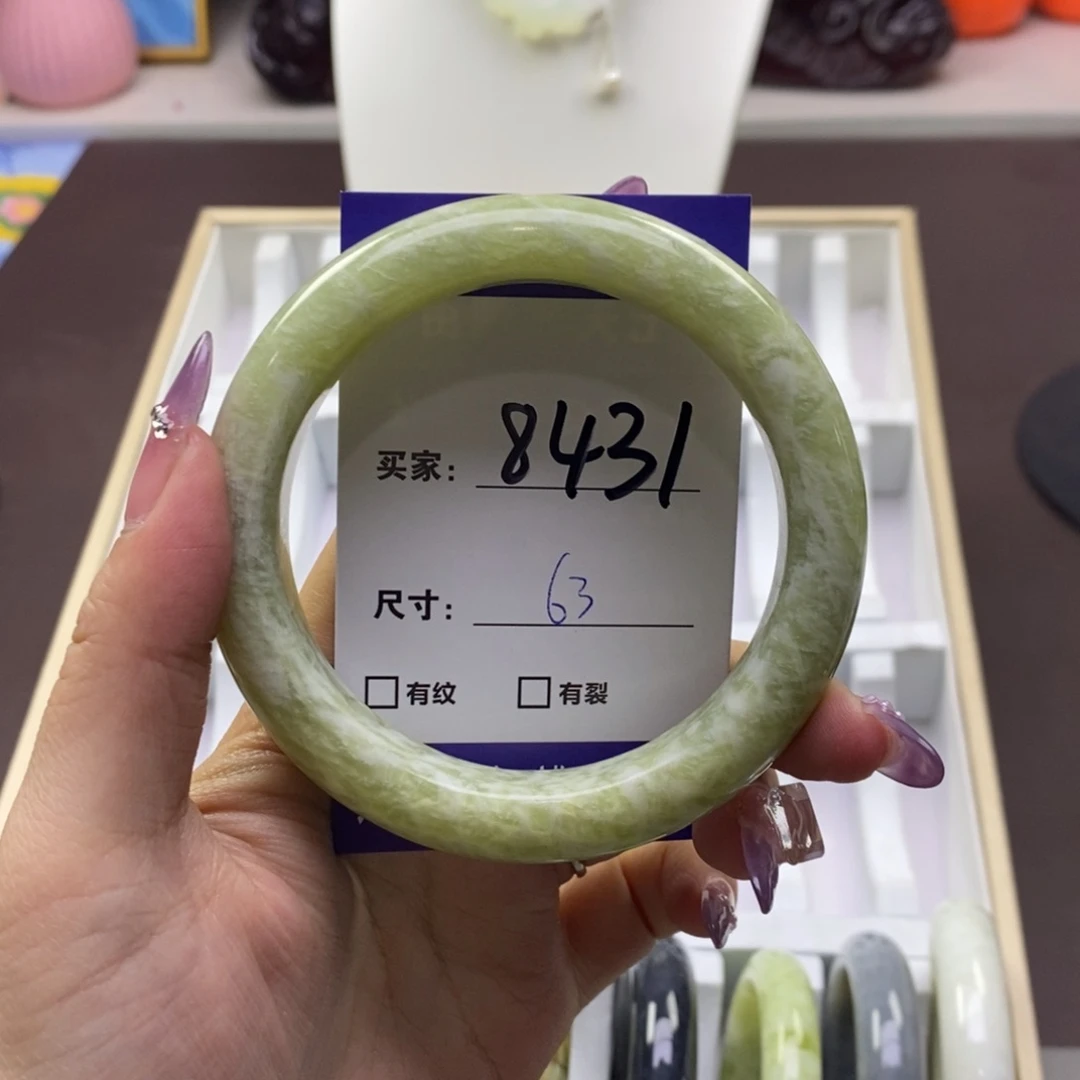 买家： 8431
尺寸： 63
□有纹 □有裂